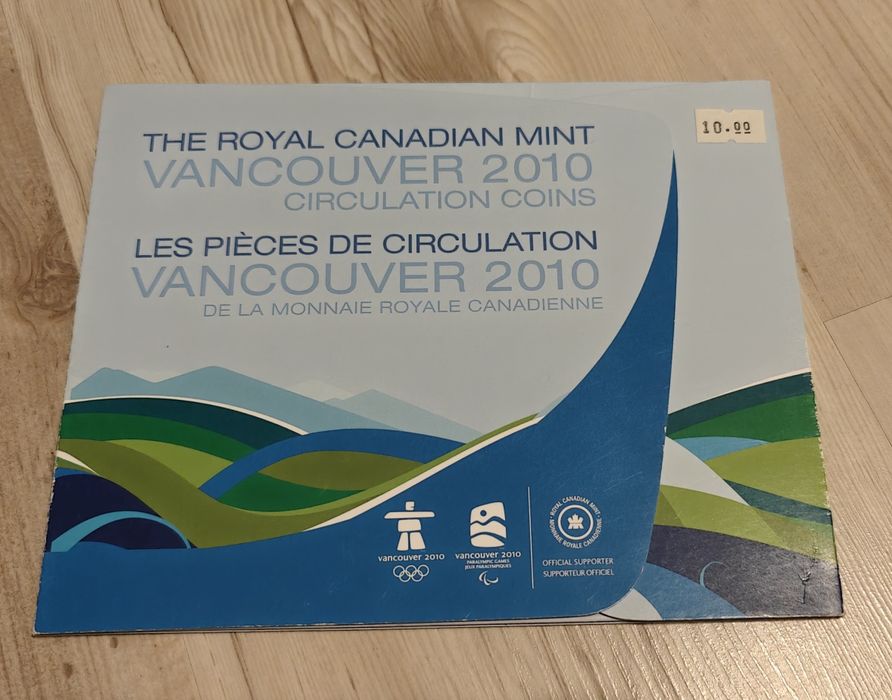 THE ROYAL CANADIAN MINT
VANCOUVER 2010
CIRCULATION COINS
LES PIÈCES DE CIRCULATION
VANCOUVER 2010
DE LA MONNAIE ROYALE CANADIENNE
10.00
vancouver 2010
vancouver 2010
PARALYMPIC GAMES
JEUX PARALYMPIQUES
ROYAL CANADIAN MINT
MONNAIE ROYALE CANADIENNE
OFFICIAL SUPPORTER
SUPPORTEUR OFFICIEL